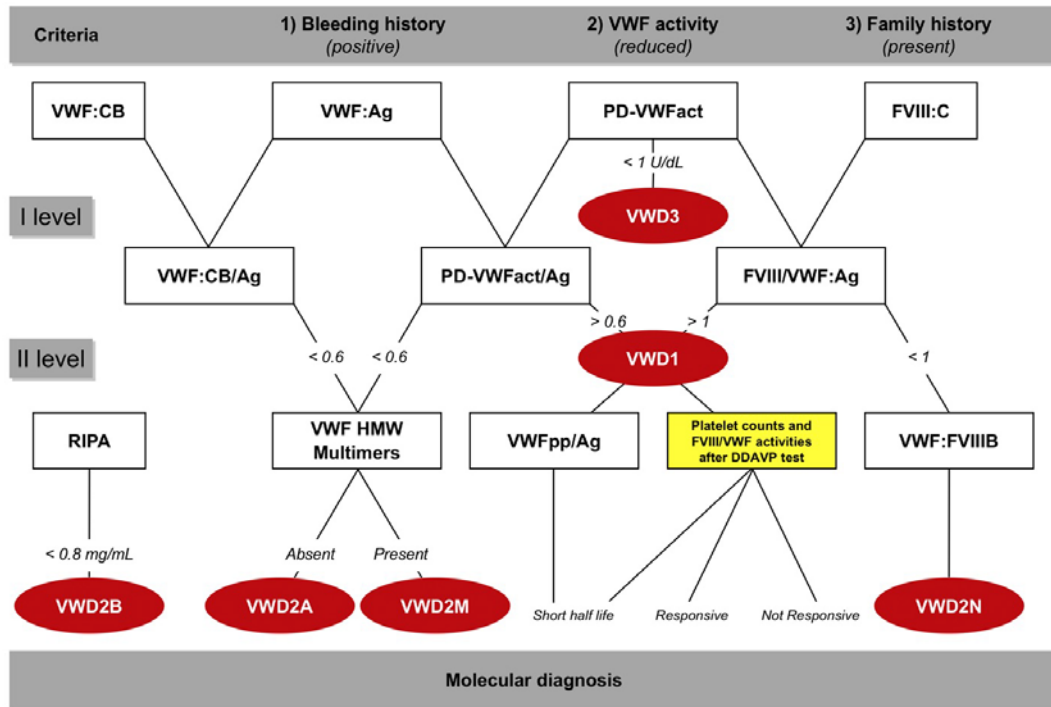 Criteria
1) Bleeding history
(positive)
2) VWF activity
(reduced)
3) Family history
(present)
VWF:CB
VWF:Ag
PD-VWFact
FVIII:C
< 1 U/dL
I level
VWD3
VWF:CB/Ag
PD-VWFact/Ag
FVIII/VWF:Ag
> 0.6
> 1
II level
< 0.6
< 0.6
VWD1
< 1
RIPA
VWF HMW
Multimers
VWFpp/Ag
Platelet counts and
FVIII/VWF activities
after DDAVP test
VWF:FVIIIB
< 0.8 mg/mL
Absent
Present
VWD2B
VWD2A
VWD2M
Short half life
Responsive
Not Responsive
VWD2N
Molecular diagnosis